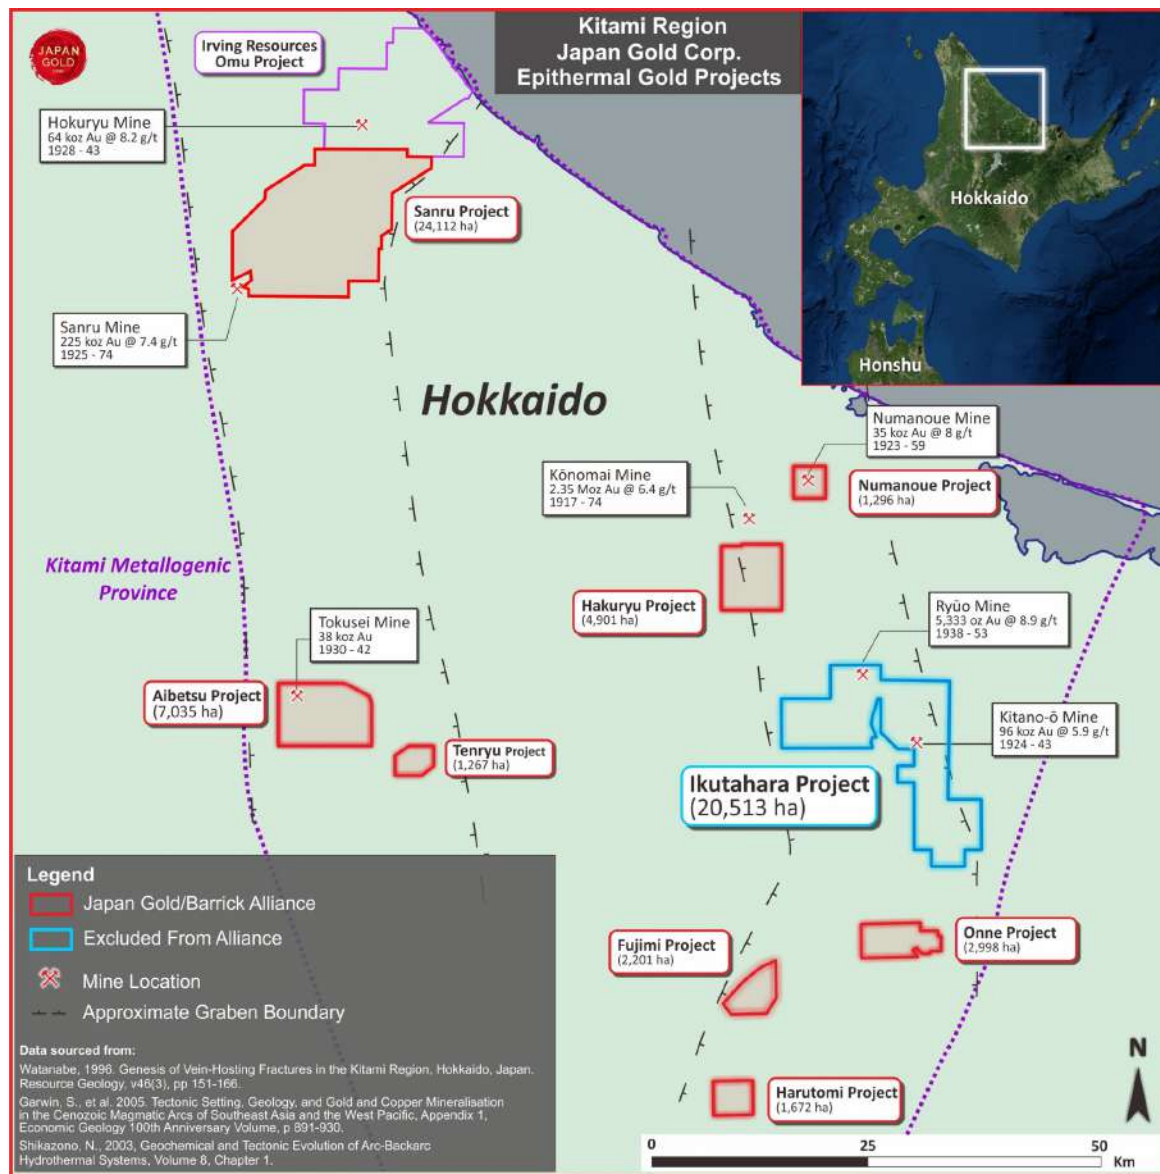 JAPAN
GOLD
CORP.
Irving Resources
Omu Project
Kitami Region
Japan Gold Corp.
Epithermal Gold Projects
Hokuryu Mine
64 koz Au @ 8.2 g/t
1928 - 43
Sanru Project
(24,112 ha)
Hokkaido
Honshu
Sanru Mine
225 koz Au @ 7.4 g/t
1925 - 74
Hokkaido
Numanoue Mine
35 koz Au @ 8 g/t
1923 - 59
Kōnomai Mine
2.35 Moz Au @ 6.4 g/t
1917 - 74
Numanoue Project
(1,296 ha)
Kitami Metallogenic
Province
Hakuryu Project
(4,901 ha)
Ryūo Mine
5,333 oz Au @ 8.9 g/t
1938 - 53
Tokusei Mine
38 koz Au
1930 - 42
Aibetsu Project
(7,035 ha)
Kitano-ō Mine
96 koz Au @ 5.9 g/t
1924 - 43
Tenryu Project
(1,267 ha)
Ikutahara Project
(20,513 ha)
Legend
Japan Gold/Barrick Alliance
Excluded From Alliance
Mine Location
Approximate Graben Boundary
Fujimi Project
(2,201 ha)
Onne Project
(2,998 ha)
Data sourced from:
Watanabe, 1996. Genesis of Vein-Hosting Fractures in the Kitami Region, Hokkaido, Japan.
Resource Geology, v46(3), pp 151-166.
Garwin, S., et al. 2005. Tectonic Setting, Geology, and Gold and Copper Mineralisation
in the Cenozoic Magmatic Arcs of Southeast Asia and the West Pacific, Appendix 1,
Economic Geology 100th Anniversary Volume, p 891-930.
Shikazono, N., 2003, Geochemical and Tectonic Evolution of Arc-Backarc
Hydrothermal Systems, Volume 8, Chapter 1.
Harutomi Project
(1,672 ha)
N
0 25 50
Km